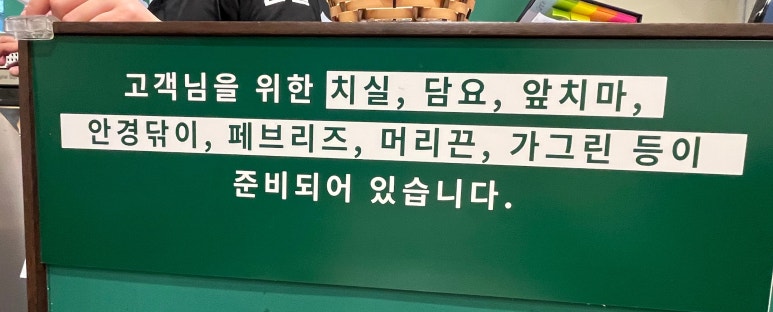 고객님을 위한 치실, 담요, 앞치마,
안경닦이, 페브리즈, 머리끈, 가그린 등이
준비되어 있습니다.